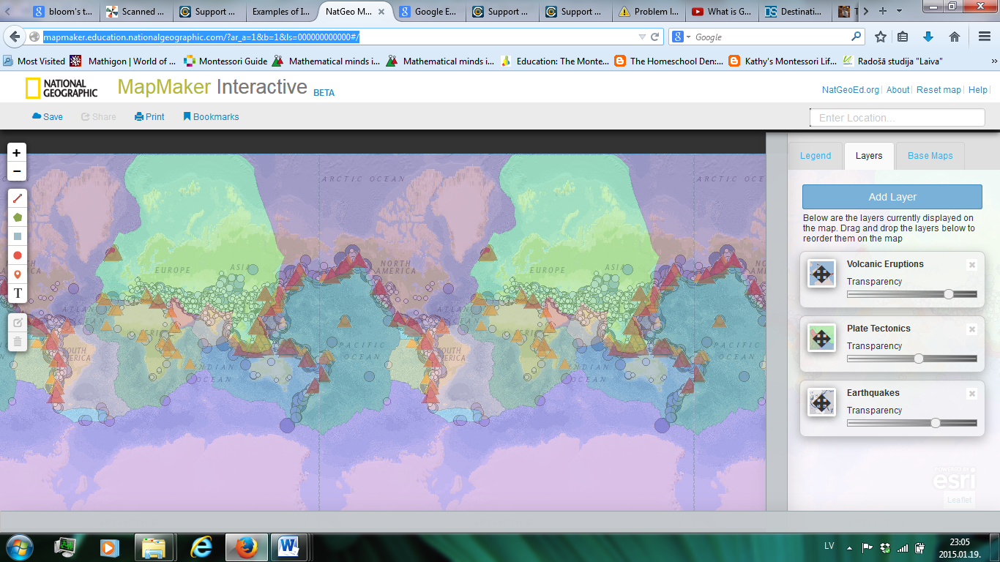 bloom's t
Scanned ...
Support ...
Examples of I...
NatGeo M...
Google E...
Support ...
Support ...
Problem l...
What is G...
Destinati...
mapmaker.education.nationalgeographic.com/?ar_a=1&b=1&ls=000000000000#/
Google
Most Visited
Mathigon | World of ...
Montessori Guide
Mathematical minds i...
Mathematical minds i...
Education: The Monte...
The Homeschool Den:...
Kathy's Montessori Lif...
Radošā studija "Laiva"
NATIONAL
GEOGRAPHIC
MapMaker Interactive BETA
NatGeoEd.org
About
Reset map
Help
Save
Share
Print
Bookmarks
Enter Location...
T
Legend
Layers
Base Maps
Add Layer
Below are the layers currently displayed on
the map. Drag and drop the layers below to
reorder them on the map
Volcanic Eruptions
Transparency
Plate Tectonics
Transparency
Earthquakes
Transparency
ARCTIC OCEAN
ARCTIC OCEAN
EUROPE
ASIA
NORTH
AMERICA
EUROPE
ASIA
ATLANTIC
OCEAN
SOUTH
AMERICA
INDIAN
OCEAN
PACIFIC
OCEAN
SOUTH
AMERICA
INDIAN
OCEAN
PACIFIC
OCEAN
POWERED BY
esri
Leaflet
LV
23:05
2015.01.19.